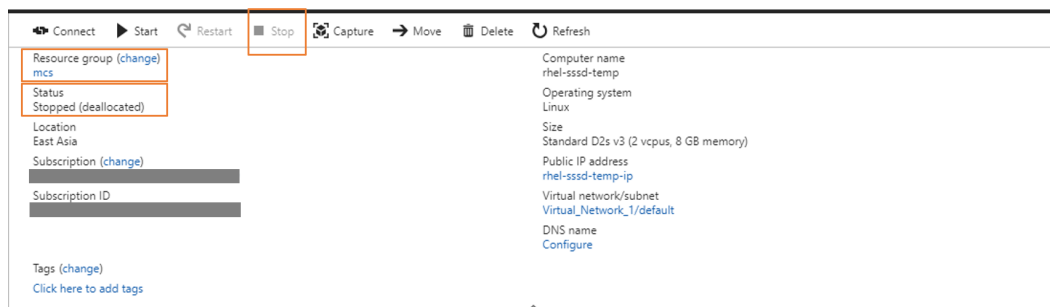 Connect Start Restart Stop Capture Move Delete Refresh
Resource group (change)
mcs
Status
Stopped (deallocated)
Location
East Asia
Subscription (change)
Subscription ID
Tags (change)
Click here to add tags
Computer name
rhel-sssd-temp
Operating system
Linux
Size
Standard D2s v3 (2 vcpus, 8 GB memory)
Public IP address
rhel-sssd-temp-ip
Virtual network/subnet
Virtual_Network_1/default
DNS name
Configure